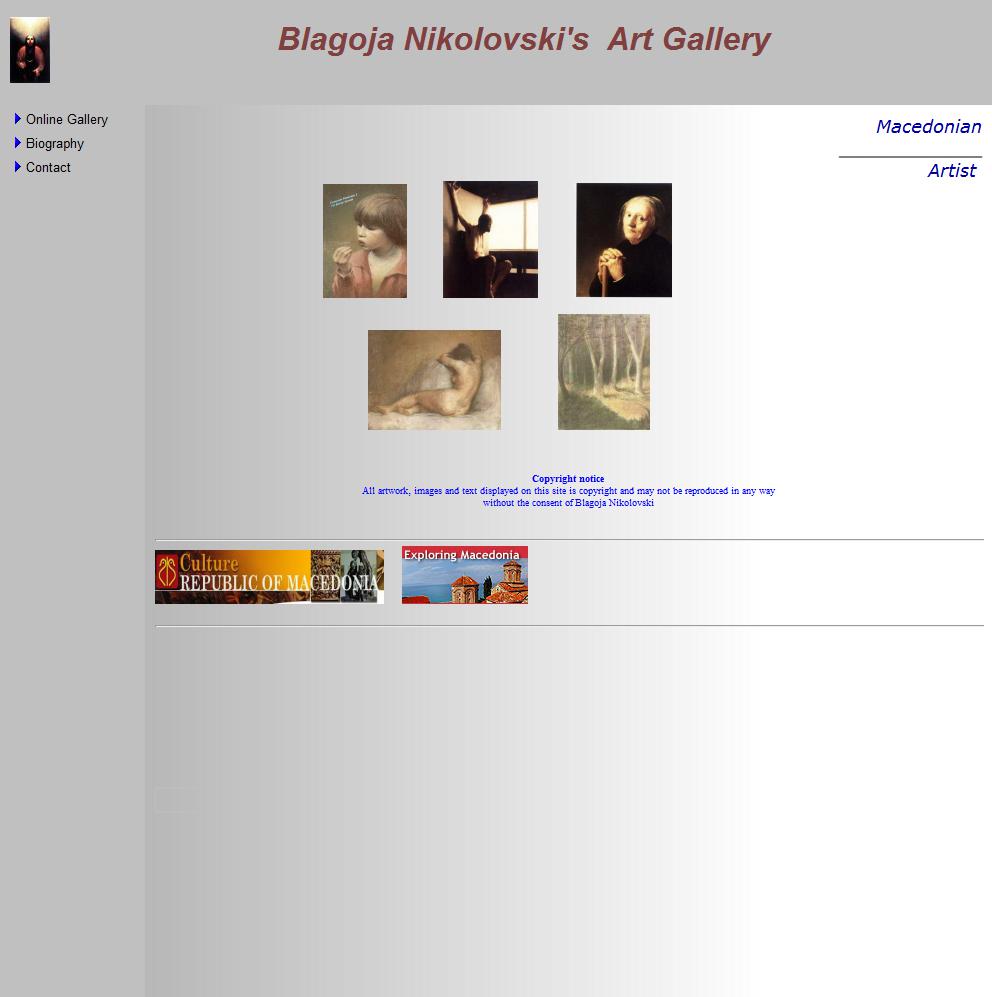 Blagoja Nikolovski's Art Gallery
Online Gallery
Biography
Contact
Macedonian
Artist
Copyright notice
All artwork, images and text displayed on this site is copyright and may not be reproduced in any way
without the consent of Blagoja Nikolovski
Culture
REPUBLIC OF MACEDONIA
Exploring Macedonia